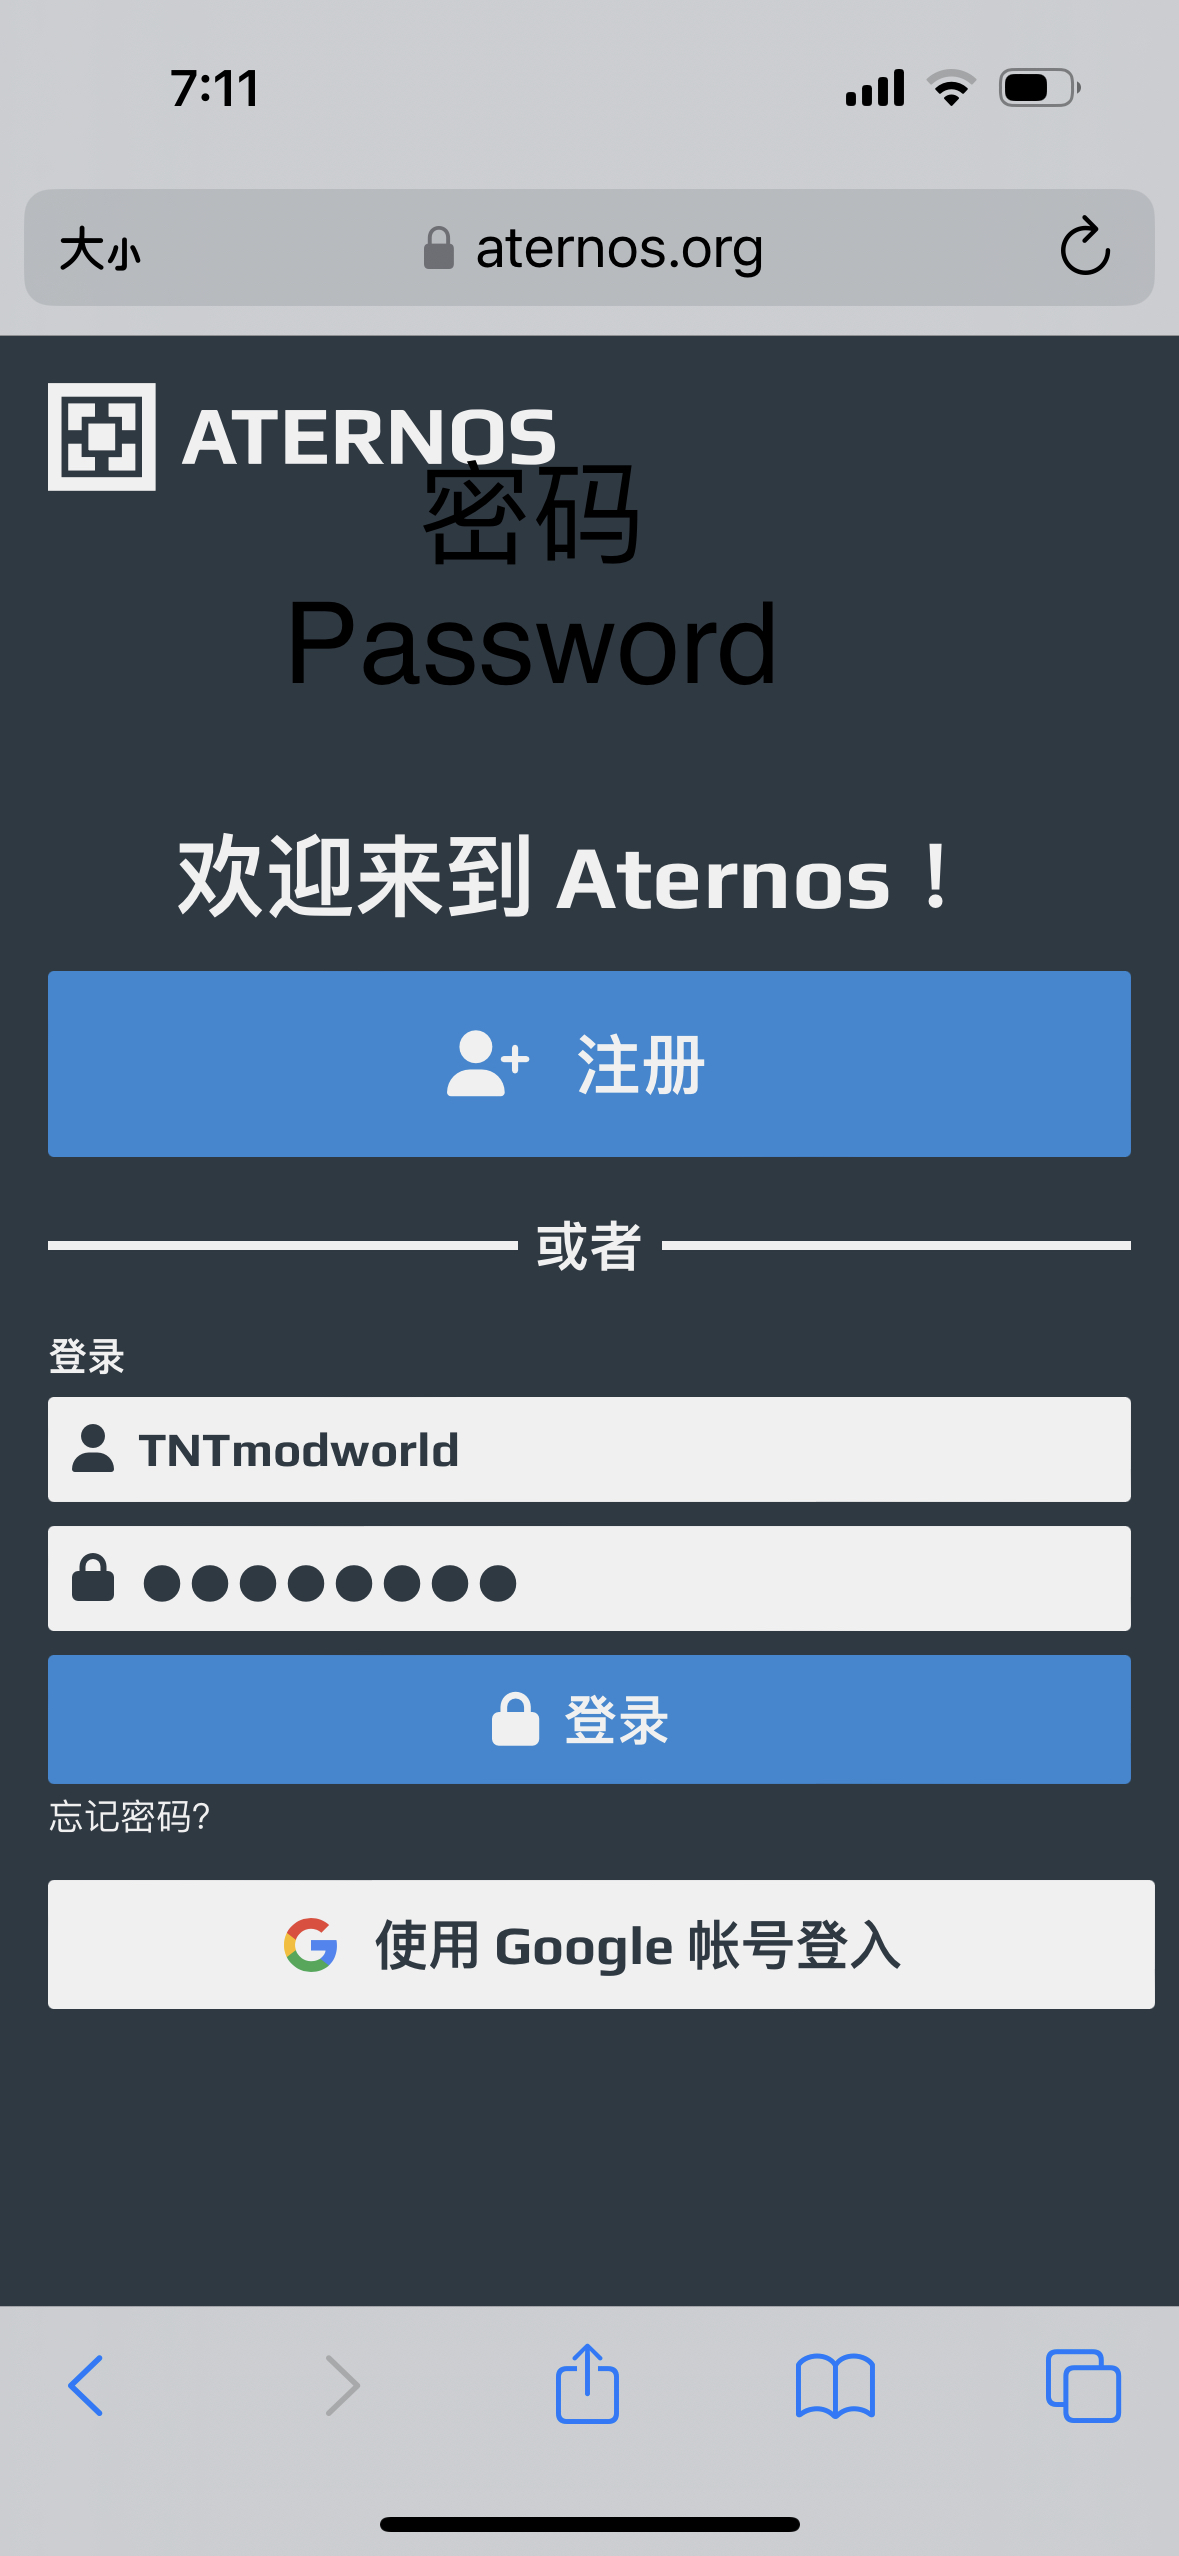 7:11
大小 aternos.org
ATERNOS
密码
Password
欢迎来到 Aternos！
注册
或者
登录
TNTmodworld
●●●●●●●●
登录
忘记密码?
使用 Google 帐号登入